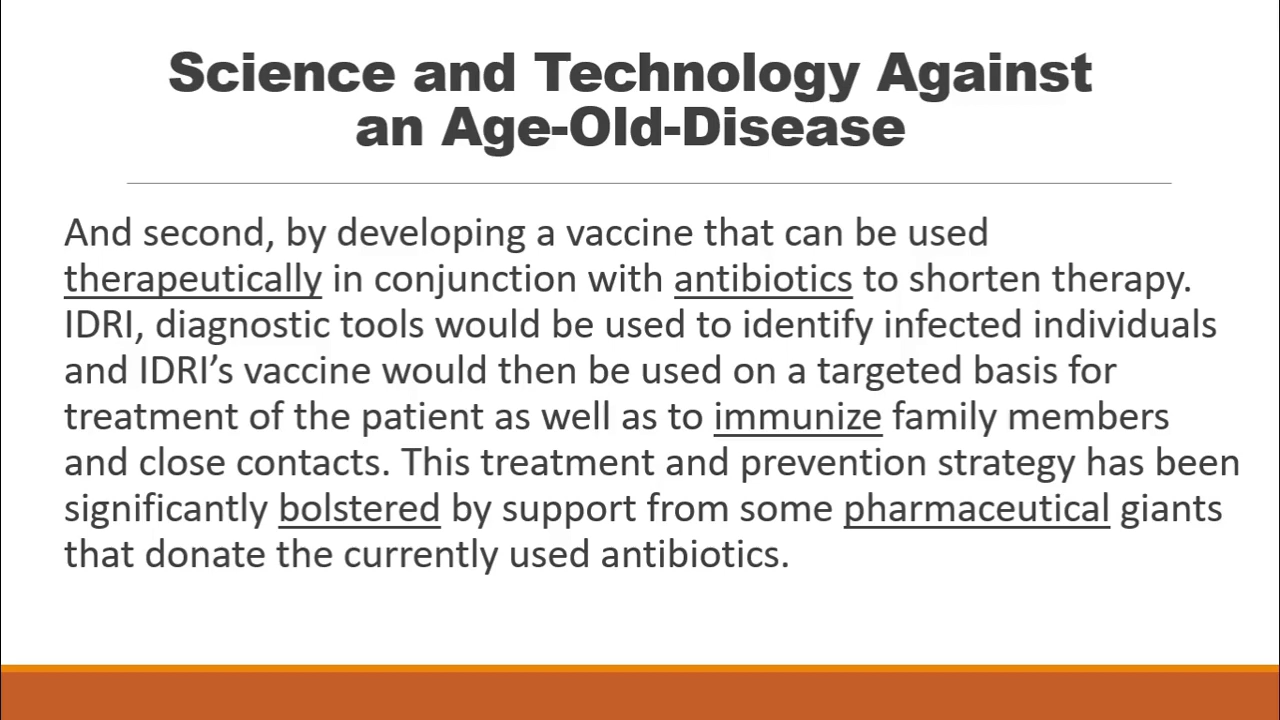 Science and Technology Against
an Age-Old-Disease
And second, by developing a vaccine that can be used
therapeutically in conjunction with antibiotics to shorten therapy.
IDRI, diagnostic tools would be used to identify infected individuals
and IDRI’s vaccine would then be used on a targeted basis for
treatment of the patient as well as to immunize family members
and close contacts. This treatment and prevention strategy has been
significantly bolstered by support from some pharmaceutical giants
that donate the currently used antibiotics.